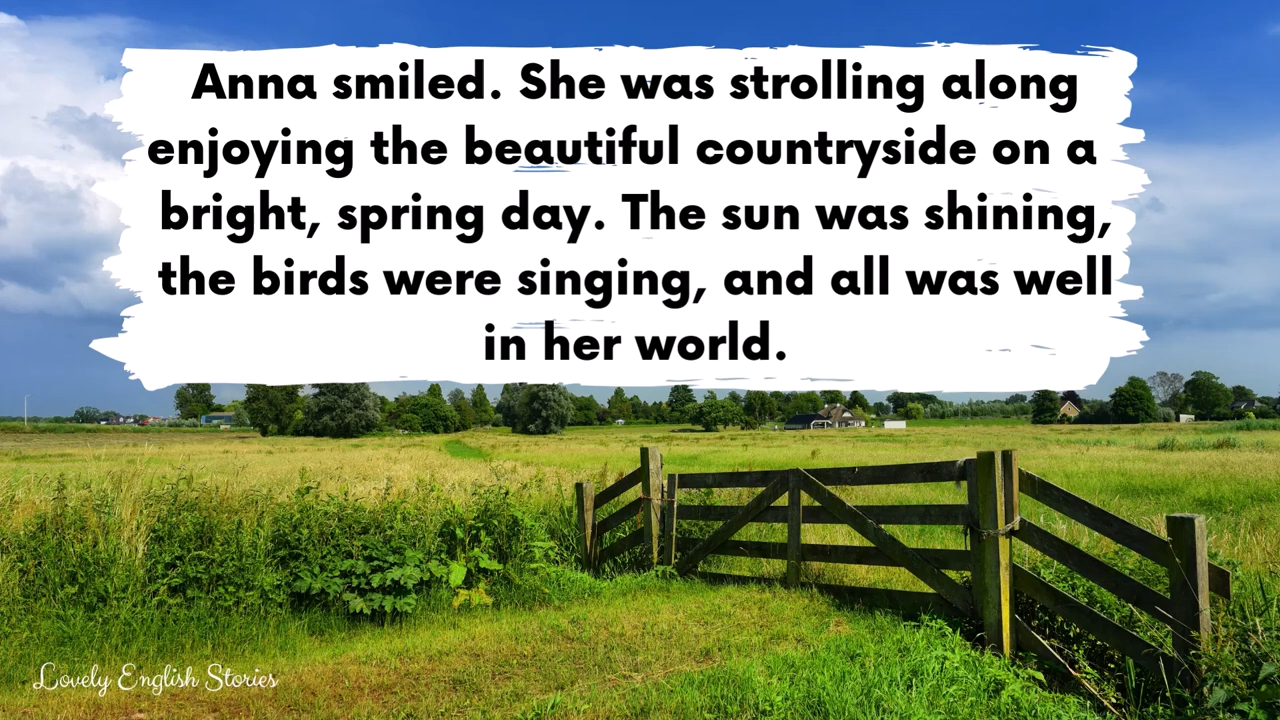 Anna smiled. She was strolling along
enjoying the beautiful countryside on a
bright, spring day. The sun was shining,
the birds were singing, and all was well
in her world.
Lovely English Stories